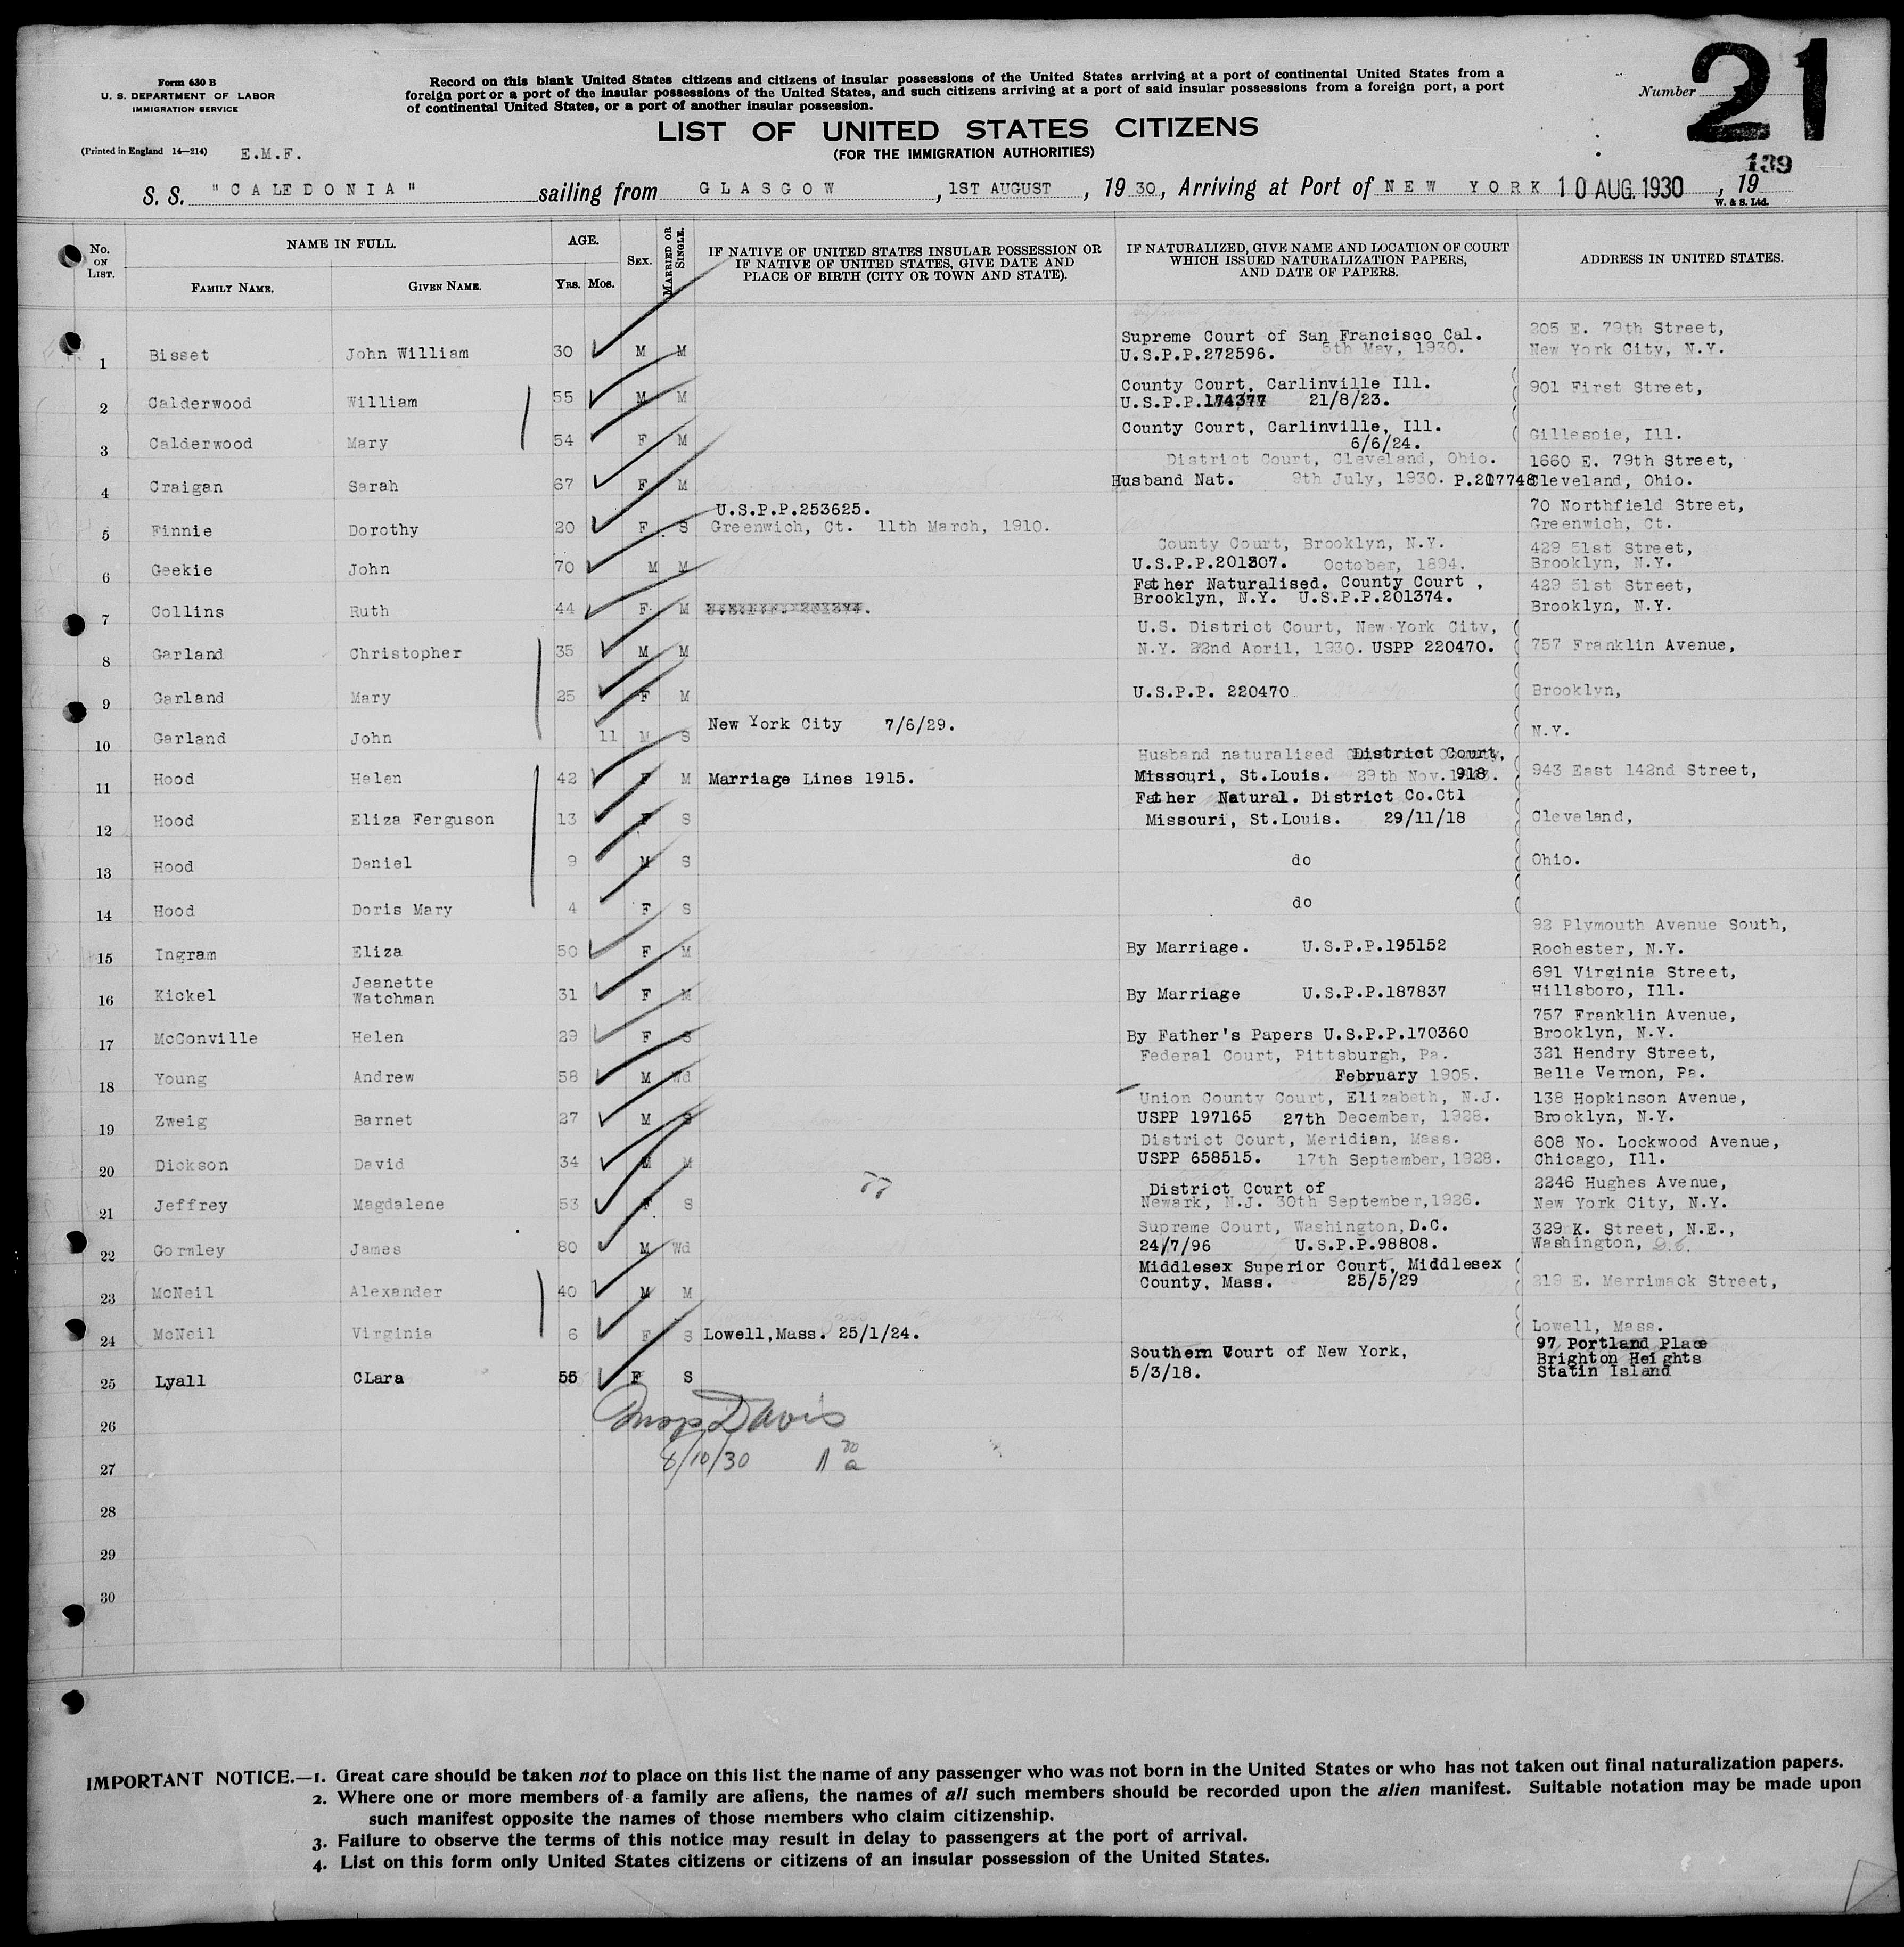 Form 630 B
U. S. DEPARTMENT OF LABOR
IMMIGRATION SERVICE
(Printed in England 14—214) E.M.F.
Record on this blank United States citizens and citizens of insular possessions of the United States arriving at a port of continental United States from a
foreign port or a port of the insular possessions of the United States, and such citizens arriving at a port of said insular possessions from a foreign port, a port
of continental United States, or a port of another insular possession.
LIST OF UNITED STATES CITIZENS
(FOR THE IMMIGRATION AUTHORITIES)
Number 21
139
S. S. "CALEDONIA" sailing from GLASGOW, 1ST AUGUST, 19 30, Arriving at Port of NEW YORK 10 AUG. 1930, 19
W. & S. Ltd.
No. ON LIST.
NAME IN FULL.
FAMILY NAME. GIVEN NAME.
AGE.
YRS. MOS.
SEX.
MARRIED OR SINGLE.
IF NATIVE OF UNITED STATES INSULAR POSSESSION OR
IF NATIVE OF UNITED STATES, GIVE DATE AND
PLACE OF BIRTH (CITY OR TOWN AND STATE).
IF NATURALIZED, GIVE NAME AND LOCATION OF COURT
WHICH ISSUED NATURALIZATION PAPERS,
AND DATE OF PAPERS.
ADDRESS IN UNITED STATES.
1 Bisset John William 30 M M Supreme Court of San Francisco Cal. 205 E. 79th Street,
U.S.P.P.272596. 5th May, 1930. New York City, N.Y.
2 Calderwood William 55 M M County Court, Carlinville Ill. 901 First Street,
U.S.P.P.174377 21/8/23.
3 Calderwood Mary 54 F M County Court, Carlinville, Ill. Gillespie, Ill.
6/6/24.
4 Craigan Sarah 67 F M District Court, Cleveland, Ohio. 1660 E. 79th Street,
Husband Nat. 9th July, 1930. P.207748 Cleveland, Ohio.
5 Finnie Dorothy 20 F S U.S.P.P.253625. 70 Northfield Street,
Greenwich, Ct. 11th March, 1910. Greenwich, Ct.
6 Geekie John 70 M M County Court, Brooklyn, N.Y. 429 51st Street,
U.S.P.P.201307. October, 1894. Brooklyn, N.Y.
7 Collins Ruth 44 F M Father Naturalised. County Court, 429 51st Street,
Brooklyn, N.Y. U.S.P.P.201374. Brooklyn, N.Y.
8 Garland Christopher 35 M M U.S. District Court, New York City,
N.Y. 22nd April, 1930. USPP 220470. 757 Franklin Avenue,
9 Garland Mary 25 F M U.S.P.P. 220470 Brooklyn,
10 Garland John 11 M S New York City 7/6/29. N.Y.
11 Hood Helen 42 F M Marriage Lines 1915. Husband naturalised District Court,
Missouri, St.Louis. 29th Nov. 1918. 943 East 142nd Street,
12 Hood Eliza Ferguson 13 F S Father Natural. District Co.Ctl
Missouri, St.Louis. 29/11/18 Cleveland,
13 Hood Daniel 9 M S do Ohio.
14 Hood Doris Mary 4 F S do
15 Ingram Eliza 50 F M By Marriage. U.S.P.P.195152 92 Plymouth Avenue South,
Rochester, N.Y.
16 Kickel Jeanette Watchman 31 F M By Marriage U.S.P.P.187837 691 Virginia Street,
Hillsboro, Ill.
17 McConville Helen 29 F S By Father's Papers U.S.P.P.170360 757 Franklin Avenue,
Brooklyn, N.Y.
18 Young Andrew 58 M Wd Federal Court, Pittsburgh, Pa. 321 Hendry Street,
February 1905. Belle Vernon, Pa.
19 Zweig Barnet 27 M S Union County Court, Elizabeth, N.J. 138 Hopkinson Avenue,
USPP 197165 27th December, 1928. Brooklyn, N.Y.
20 Dickson David 34 M M District Court, Meridian, Mass. 608 No. Lockwood Avenue,
USPP 658515. 17th September, 1928. Chicago, Ill.
21 Jeffrey Magdalene 53 F S District Court of 2246 Hughes Avenue,
Newark, N.J. 30th September, 1926. New York City, N.Y.
22 Gormley James 80 M Wd Supreme Court, Washington, D.C. 329 K. Street, N.E.,
24/7/96 U.S.P.P.98808. Washington, D.C.
23 McNeil Alexander 40 M M Middlesex Superior Court, Middlesex
County, Mass. 25/5/29 219 E. Merrimack Street,
24 McNeil Virginia 6 F S Lowell, Mass. 25/1/24. Lowell, Mass.
25 Lyall CLara 55 F S Southern Court of New York, 97 Portland Place
5/3/18. Brighton Heights
Statin Island
26
Davis
27
8/10/30
28
29
30
IMPORTANT NOTICE.—1. Great care should be taken not to place on this list the name of any passenger who was not born in the United States or who has not taken out final naturalization papers.
2. Where one or more members of a family are aliens, the names of all such members should be recorded upon the alien manifest. Suitable notation may be made upon
such manifest opposite the names of those members who claim citizenship.
3. Failure to observe the terms of this notice may result in delay to passengers at the port of arrival.
4. List on this form only United States citizens or citizens of an insular possession of the United States.